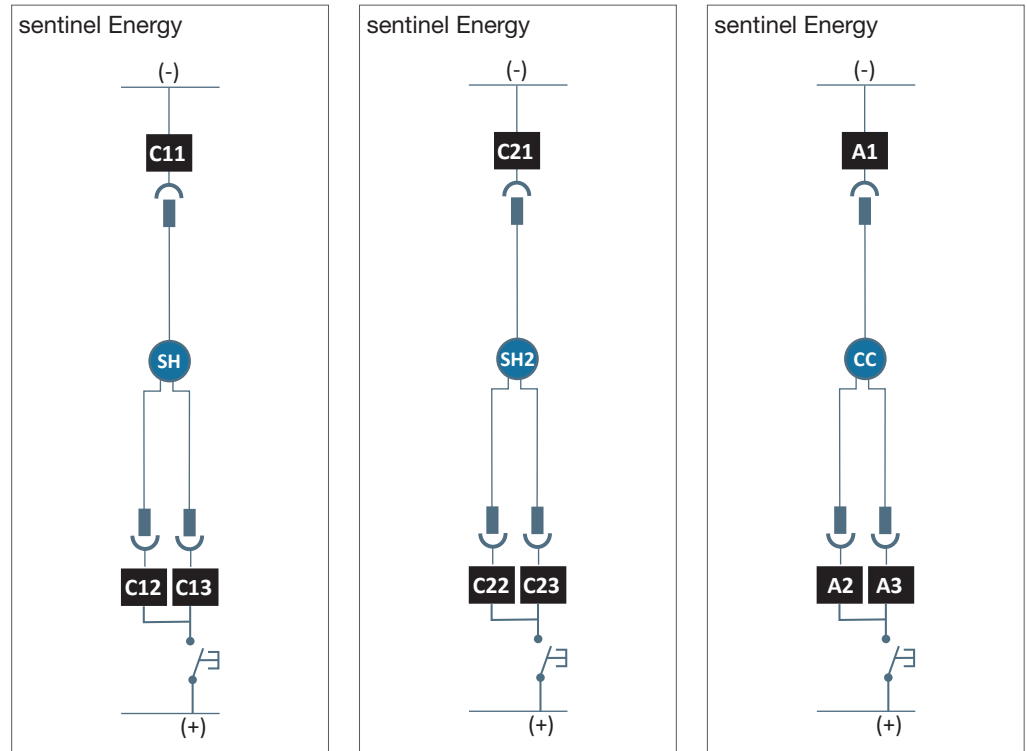 sentinel Energy
(-)
C11
SH
C12 C13
(+)
sentinel Energy
(-)
C21
SH2
C22 C23
(+)
sentinel Energy
(-)
A1
CC
A2 A3
(+)